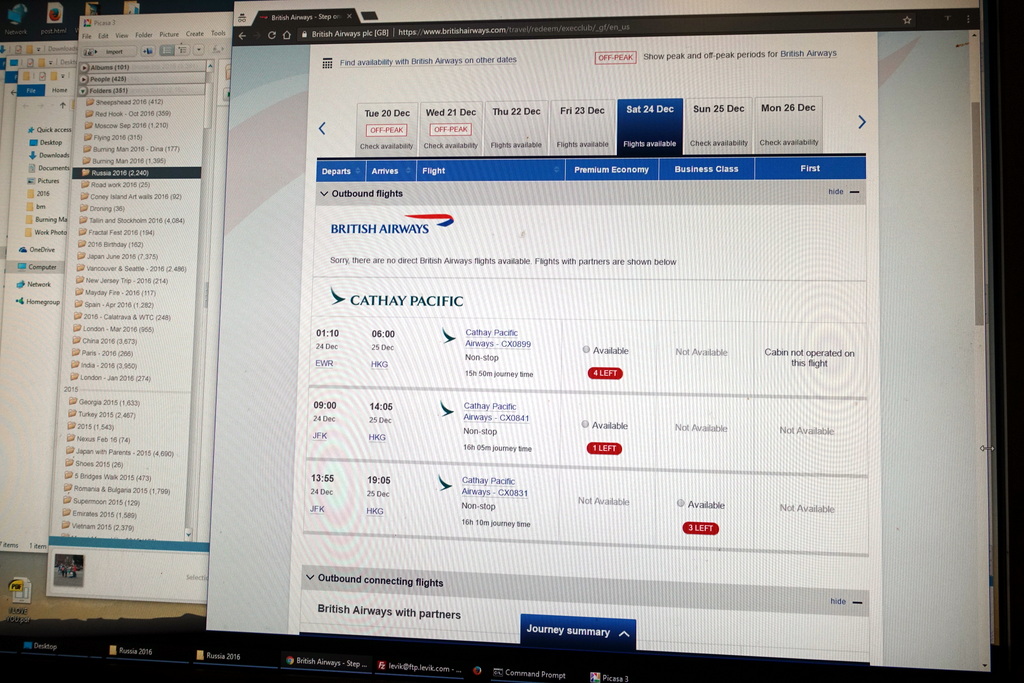 Network
post.html
Picasa 3
File Edit View Folder Picture Create Tools
Import
Albums (101)
People (425)
Folders (351)
Sheepshead 2016 (412)
Red Hook - Oct 2016 (359)
Moscow Sep 2016 (1,210)
Flying 2016 (315)
Burning Man 2016 - Dina (177)
Burning Man 2016 (1,395)
Russia 2016 (2,240)
Road work 2016 (25)
Coney Island Art walls 2016 (92)
Droning 2016 (36)
Tallin and Stockholm 2016 (4,084)
Fractal Fest 2016 (194)
2016 Birthday (162)
Japan June 2016 (7,375)
Vancouver & Seattle - 2016 (2,486)
New Jersey Trip - 2016 (214)
Mayday Fire - 2016 (117)
Spain - Apr 2016 (1,282)
2016 - Calatrava & WTC (248)
London - Mar 2016 (955)
China 2016 (3,673)
Paris - 2016 (266)
India - 2016 (3,950)
London - Jan 2016 (274)
2015
Georgia 2015 (1,633)
Turkey 2015 (2,467)
2015 (1,543)
Nexus Feb 16 (74)
Japan with Parents - 2015 (4,690)
Shoes 2015 (26)
5 Bridges Walk 2015 (473)
Romania & Bulgaria 2015 (1,799)
Supermoon 2015 (129)
Emirates 2015 (1,589)
Vietnam 2015 (2,379)
File
Home
Quick access
Desktop
Downloads
Documents
Pictures
2016
bm
Burning Ma
Work Photo
OneDrive
Computer
Network
Homegroup
items
1 item
Selectio
British Airways - Step on
British Airways plc [GB] | https://www.britishairways.com/travel/redeem/execclub/_gf/en_us
Find availability with British Airways on other dates
OFF-PEAK Show peak and off-peak periods for British Airways
Tue 20 Dec Wed 21 Dec Thu 22 Dec Fri 23 Dec Sat 24 Dec Sun 25 Dec Mon 26 Dec
OFF-PEAK OFF-PEAK
Check availability Check availability Flights available Flights available Flights available Check availability Check availability
Departs Arrives Flight Premium Economy Business Class First
Outbound flights hide
BRITISH AIRWAYS
Sorry, there are no direct British Airways flights available. Flights with partners are shown below
CATHAY PACIFIC
01:10 06:00 Cathay Pacific
24 Dec 25 Dec Airways - CX0899
EWR HKG Non-stop
15h 50m journey time
Available
4 LEFT
Not Available
Cabin not operated on
this flight
09:00 14:05 Cathay Pacific
24 Dec 25 Dec Airways - CX0841
JFK HKG Non-stop
16h 05m journey time
Available
1 LEFT
Not Available
Not Available
13:55 19:05 Cathay Pacific
24 Dec 25 Dec Airways - CX0831
JFK HKG Non-stop
16h 10m journey time
Not Available
Available
3 LEFT
Not Available
Outbound connecting flights hide
British Airways with partners
Journey summary
Desktop
Russia 2016
Russia 2016
British Airways - Step ...
levik@ftp.levik.com - ...
Command Prompt
Picasa 3